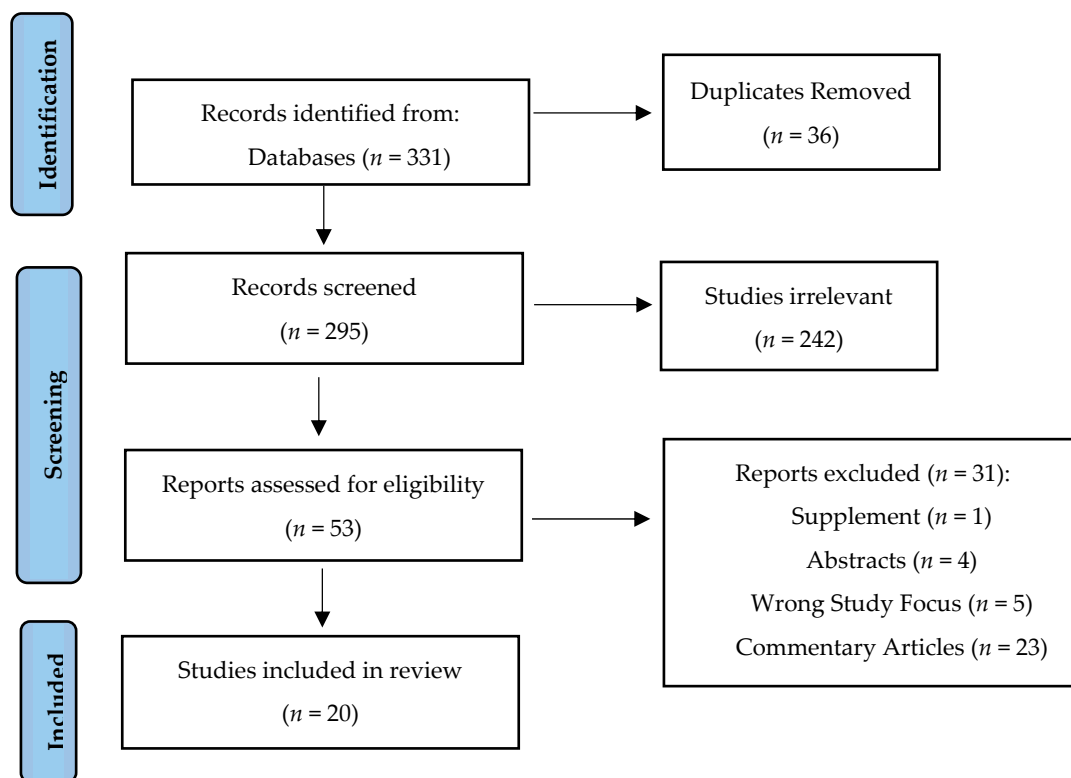 Identification
Records identified from:
Databases (n = 331)
Duplicates Removed
(n = 36)
Screening
Records screened
(n = 295)
Studies irrelevant
(n = 242)
Reports assessed for eligibility
(n = 53)
Reports excluded (n = 31):
Supplement (n = 1)
Abstracts (n = 4)
Wrong Study Focus (n = 5)
Commentary Articles (n = 23)
Included
Studies included in review
(n = 20)